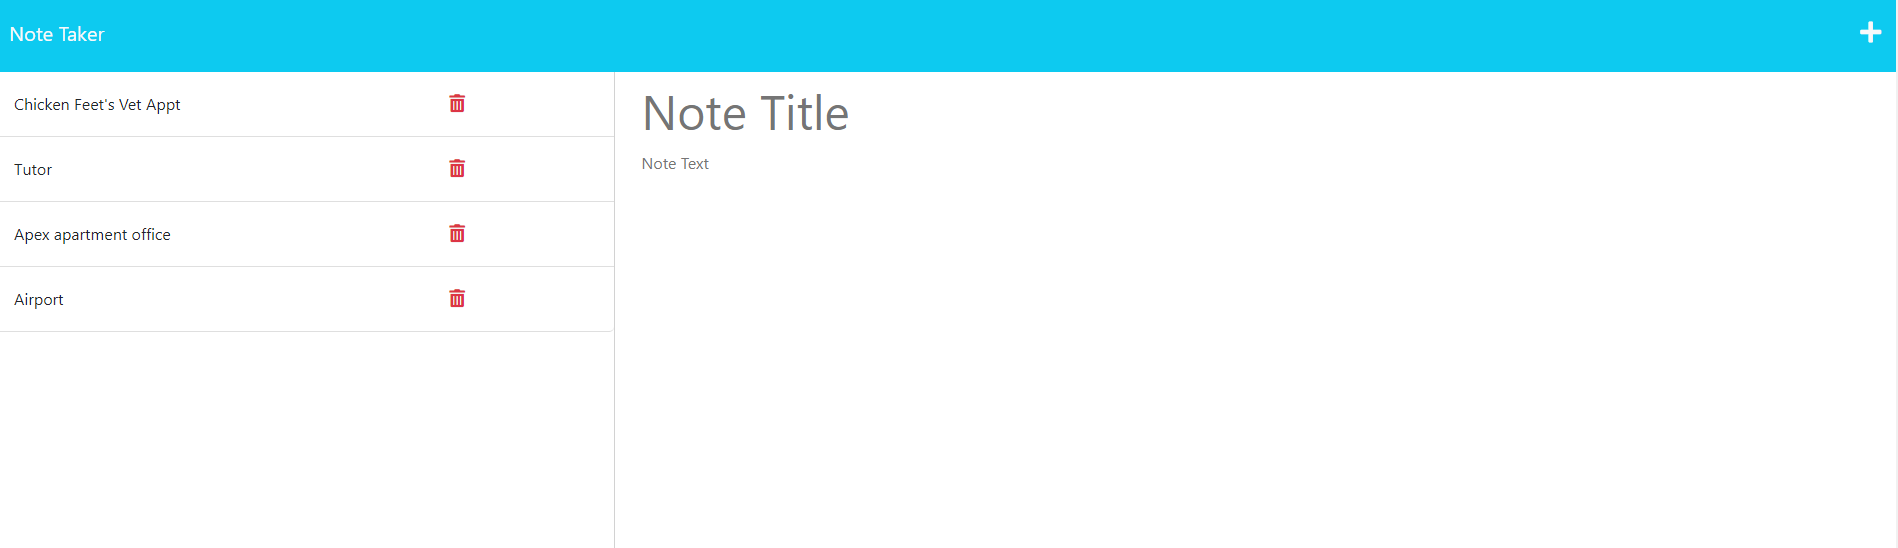 Note Taker
Chicken Feet's Vet Appt
Tutor
Apex apartment office
Airport
Note Title
Note Text